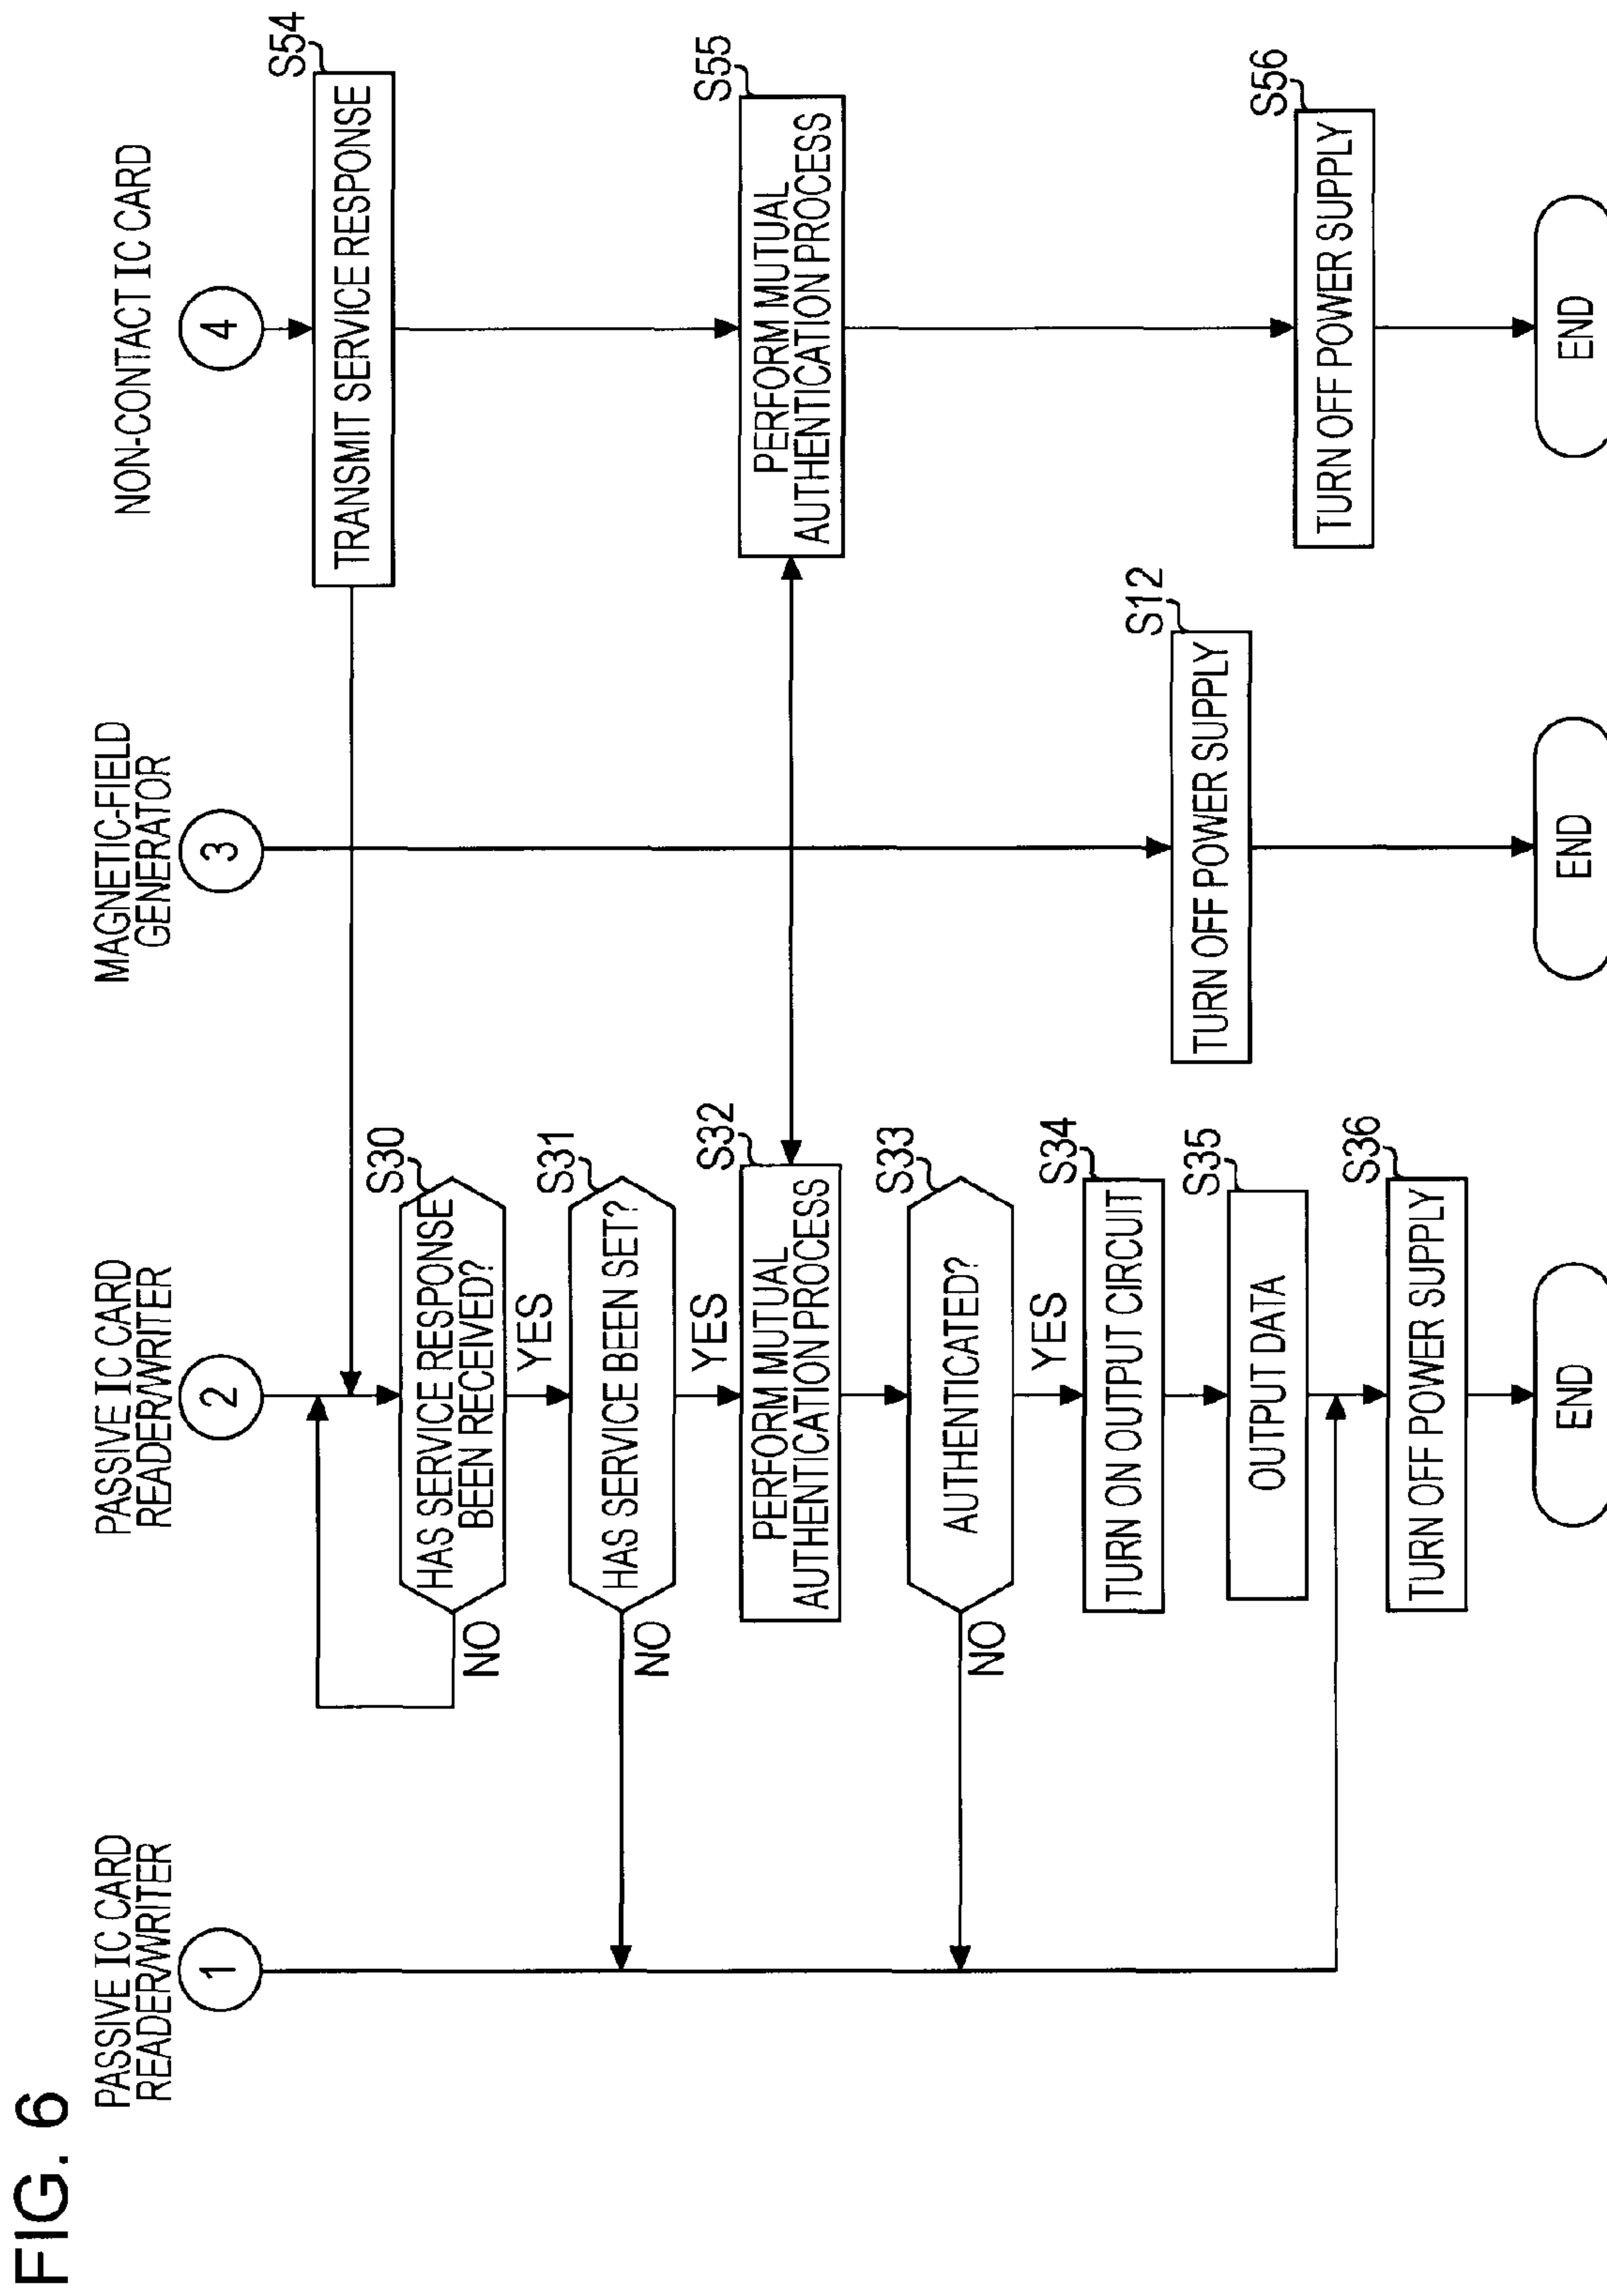 FIG. 6
PASSIVE IC CARD
READER/WRITER
1
PASSIVE IC CARD
READER/WRITER
2
S30
HAS SERVICE RESPONSE
BEEN RECEIVED?
NO
YES
S31
HAS SERVICE BEEN SET?
NO
YES
S32
PERFORM MUTUAL
AUTHENTICATION PROCESS
S33
AUTHENTICATED?
NO
YES
S34
TURN ON OUTPUT CIRCUIT
S35
OUTPUT DATA
S36
TURN OFF POWER SUPPLY
END
MAGNETIC-FIELD
GENERATOR
3
S12
TURN OFF POWER SUPPLY
END
NON-CONTACT IC CARD
4
S54
TRANSMIT SERVICE RESPONSE
S55
PERFORM MUTUAL
AUTHENTICATION PROCESS
S56
TURN OFF POWER SUPPLY
END